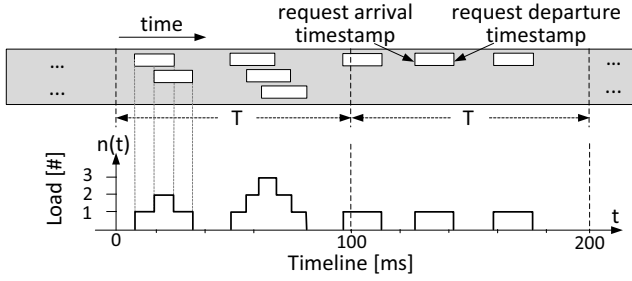 time
request arrival
timestamp
request departure
timestamp
... ...
... ...
T T
n(t)
Load [#]
3
2
1
t
0 100 200
Timeline [ms]